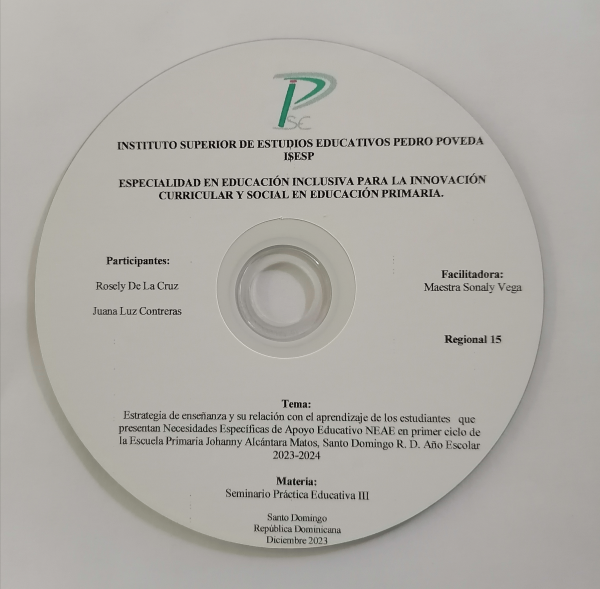 INSTITUTO SUPERIOR DE ESTUDIOS EDUCATIVOS PEDRO POVEDA
I$ESP
ESPECIALIDAD EN EDUCACIÓN INCLUSIVA PARA LA INNOVACIÓN
CURRICULAR Y SOCIAL EN EDUCACIÓN PRIMARIA.
Participantes:
Rosely De La Cruz
Juana Luz Contreras
Facilitadora:
Maestra Sonaly Vega
Regional 15
Tema:
Estrategia de enseñanza y su relación con el aprendizaje de los estudiantes que
presentan Necesidades Específicas de Apoyo Educativo NEAE en primer ciclo de
la Escuela Primaria Johanny Alcántara Matos, Santo Domingo R. D. Año Escolar
2023-2024
Materia:
Seminario Práctica Educativa III
Santo Domingo
República Dominicana
Diciembre 2023